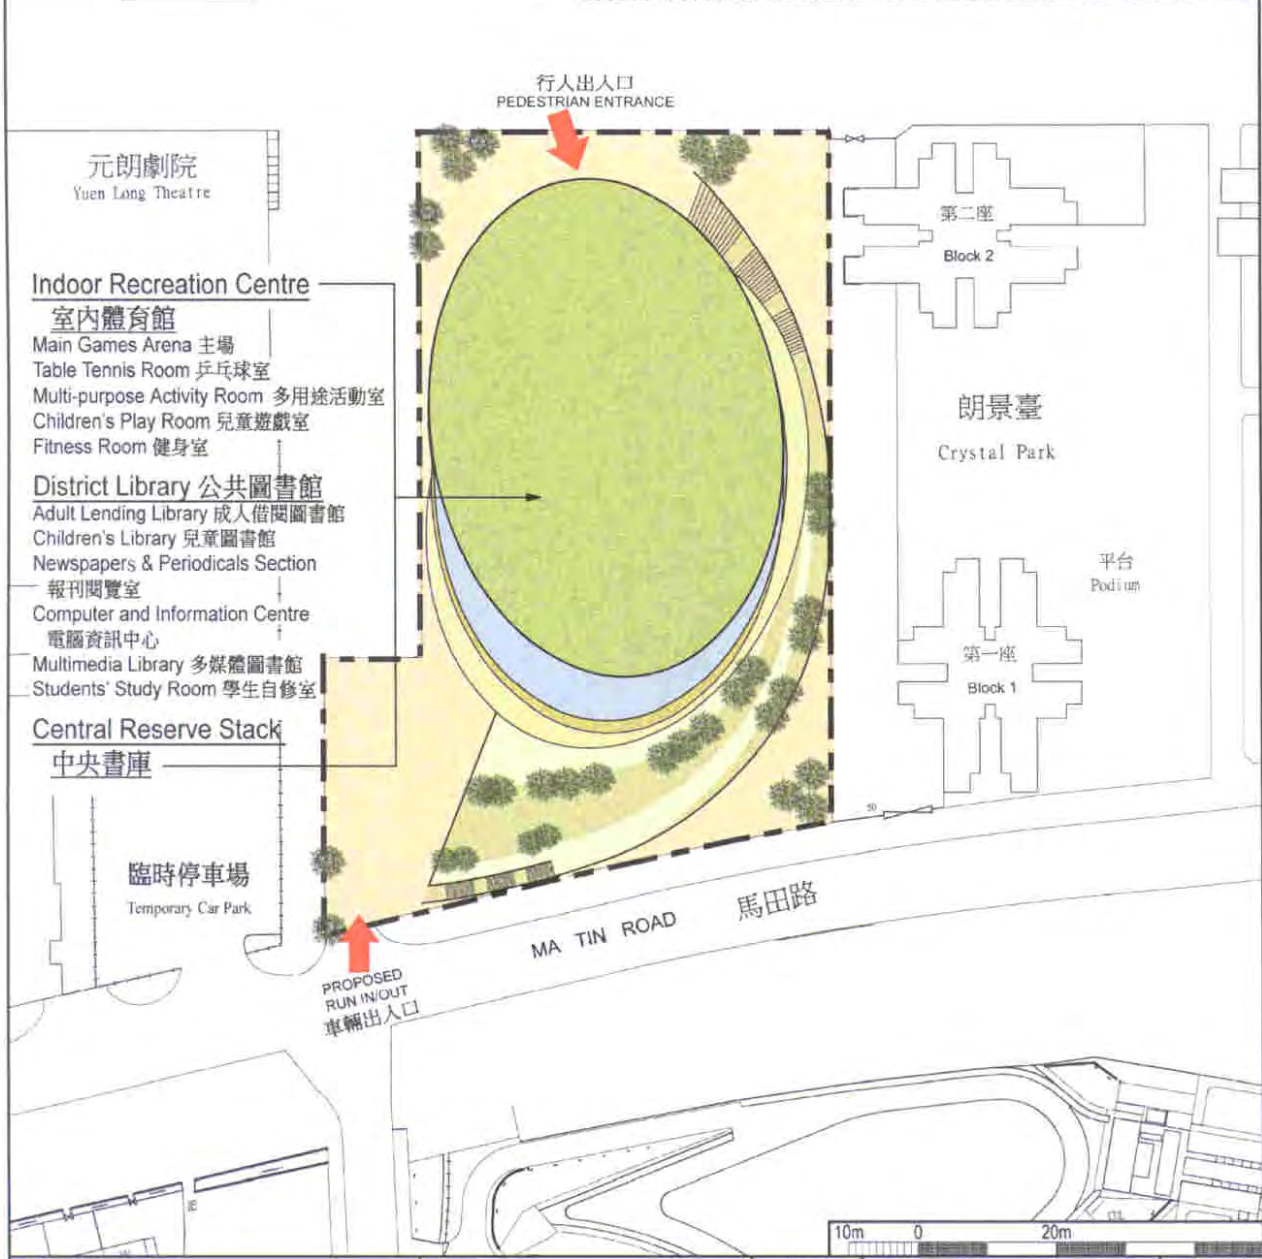 行人出入口
PEDESTRIAN ENTRANCE
元朗劇院
Yuen Long Theatre
Indoor Recreation Centre
室內體育館
Main Games Arena 主場
Table Tennis Room 乒乓球室
Multi-purpose Activity Room 多用途活動室
Children's Play Room 兒童遊戲室
Fitness Room 健身室
District Library 公共圖書館
Adult Lending Library 成人借閱圖書館
Children's Library 兒童圖書館
Newspapers & Periodicals Section
報刊閱覽室
Computer and Information Centre
電腦資訊中心
Multimedia Library 多媒體圖書館
Students' Study Room 學生自修室
Central Reserve Stack
中央書庫
臨時停車場
Temporary Car Park
第二座
Block 2
朗景臺
Crystal Park
平台
Podium
第一座
Block 1
MA TIN ROAD 馬田路
PROPOSED
RUN IN/OUT
車輛出入口
10m 0 20m